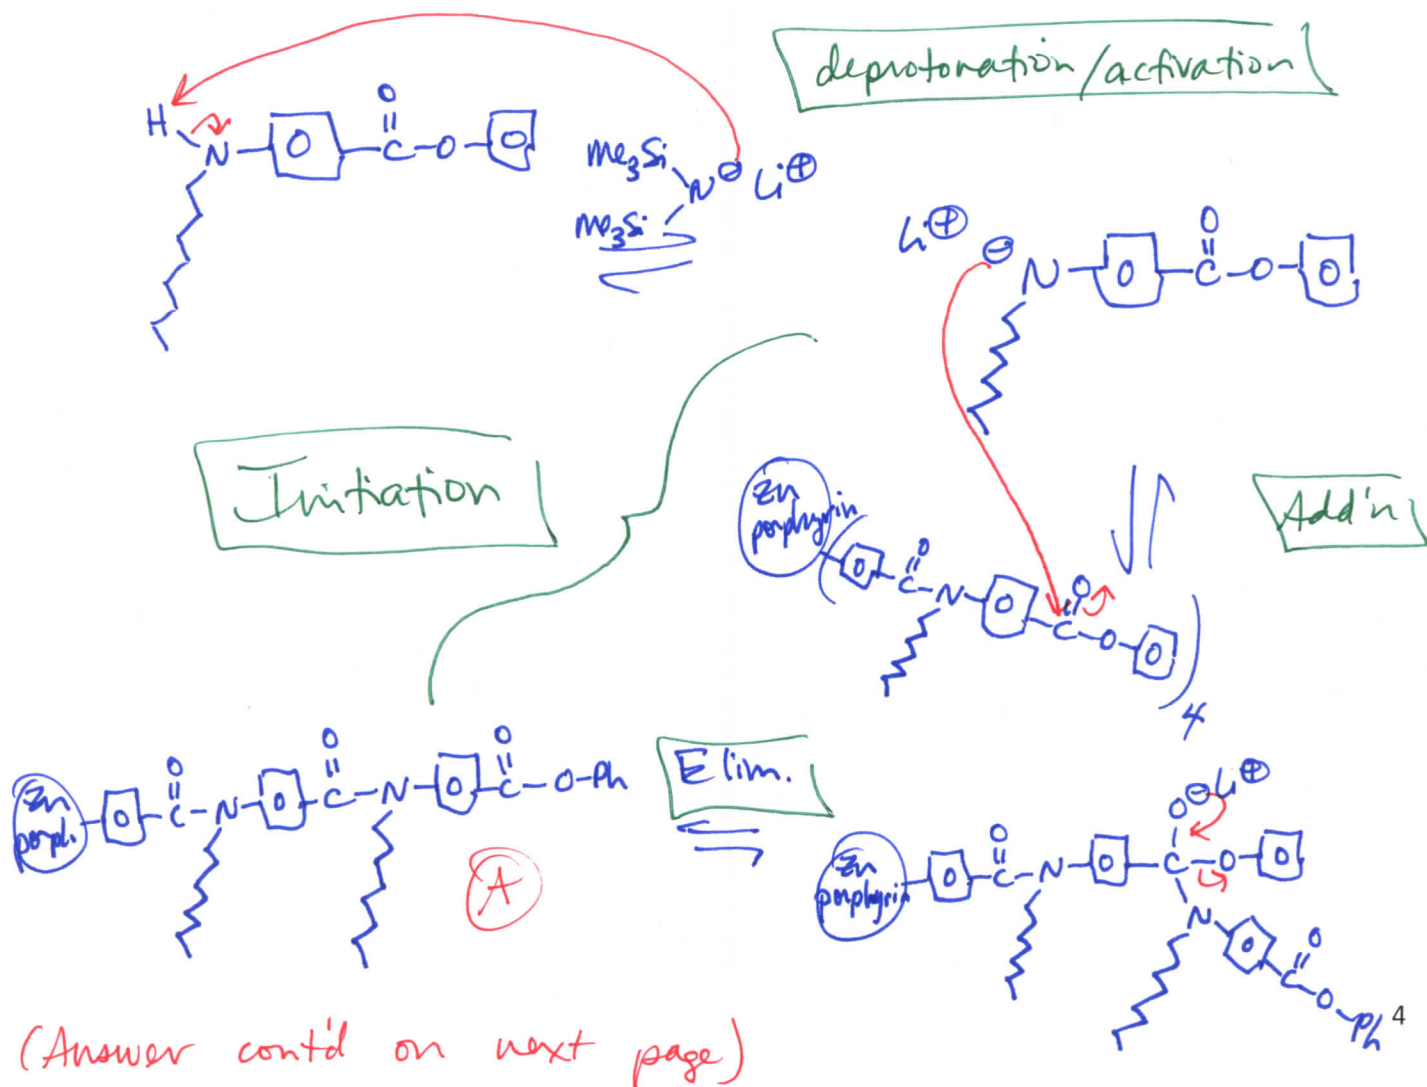 deprotonation/activation
H
O
N
O
C
O
O
Me3Si
N ⊖ Li ⊕
Me3Si
Li ⊕ ⊖
N
O
O
C
O
O
Initiation
Add'n
Zn
porphyrin
O
O
C
N
O
O
C
O
O
4
Elim.
Zn
porph.
O
O
C
N
O
O
C
N
O
O
C
O-Ph
A
Zn
porphyrin
O
O
C
N
O
O ⊖ Li ⊕
C
O
O
N
O
O
C
O
Ph
(Answer cont'd on next page)
4